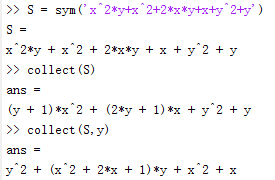 >> S = sym('x^2*y+x^2+2*x*y+x+y^2+y')
S =
x^2*y + x^2 + 2*x*y + x + y^2 + y
>> collect(S)
ans =
(y + 1)*x^2 + (2*y + 1)*x + y^2 + y
>> collect(S,y)
ans =
y^2 + (x^2 + 2*x + 1)*y + x^2 + x